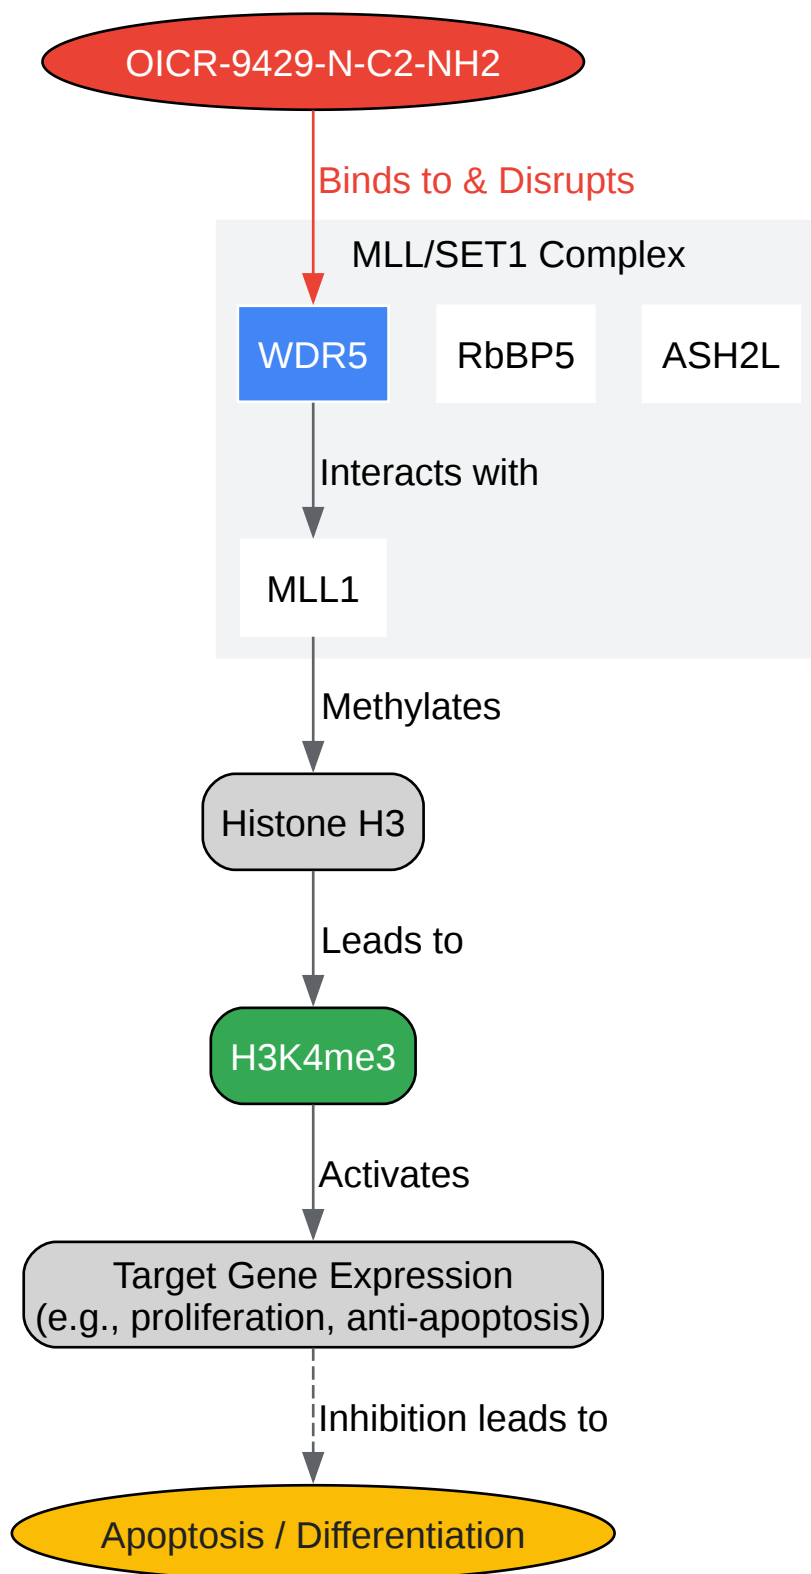 OICR-9429-N-C2-NH2
Binds to & Disrupts
MLL/SET1 Complex
WDR5
RbBP5
ASH2L
Interacts with
MLL1
Methylates
Histone H3
Leads to
H3K4me3
Activates
Target Gene Expression
(e.g., proliferation, anti-apoptosis)
Inhibition leads to
Apoptosis / Differentiation